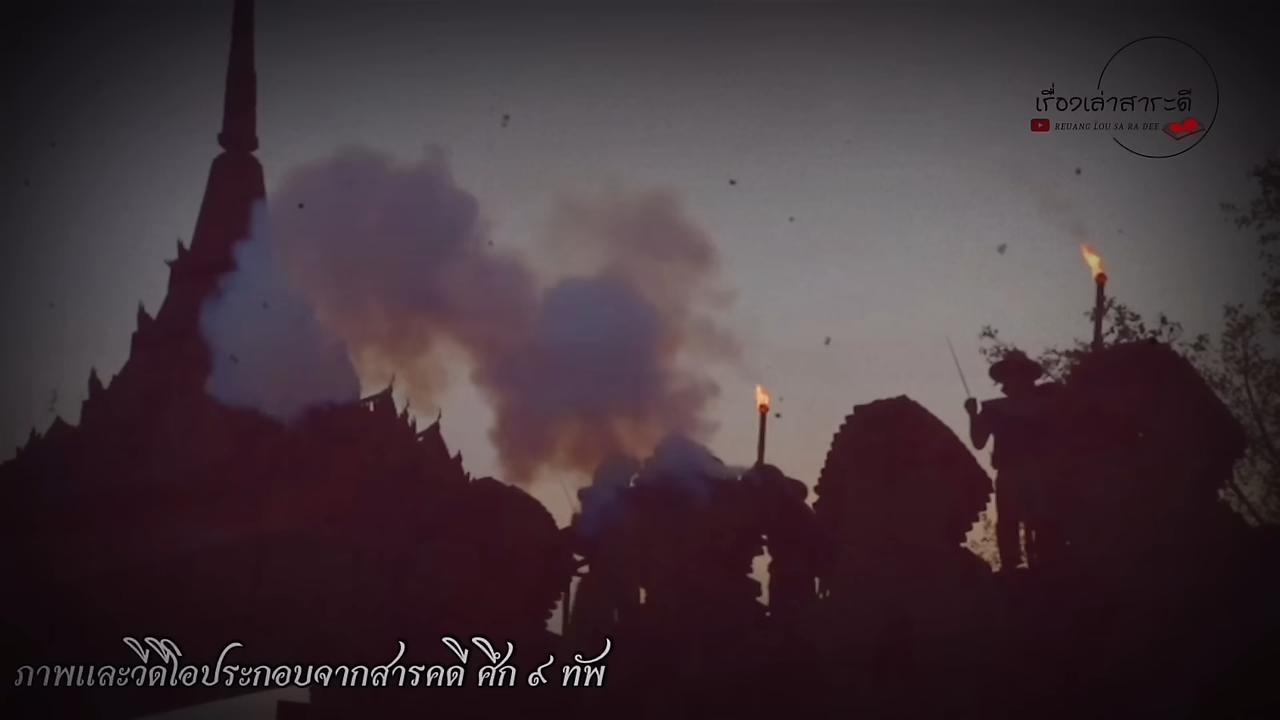 เรื่องเล่าสาระดี
REUANG LOU SA RA DEE
ภาพและวีดีโอประกอบจากสารคดี ศึก ๙ ทัพ